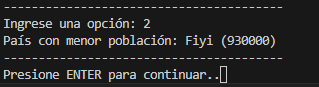 ----------------------------------------
Ingrese una opción: 2
País con menor población: Fiyi (930000)
----------------------------------------
Presione ENTER para continuar..